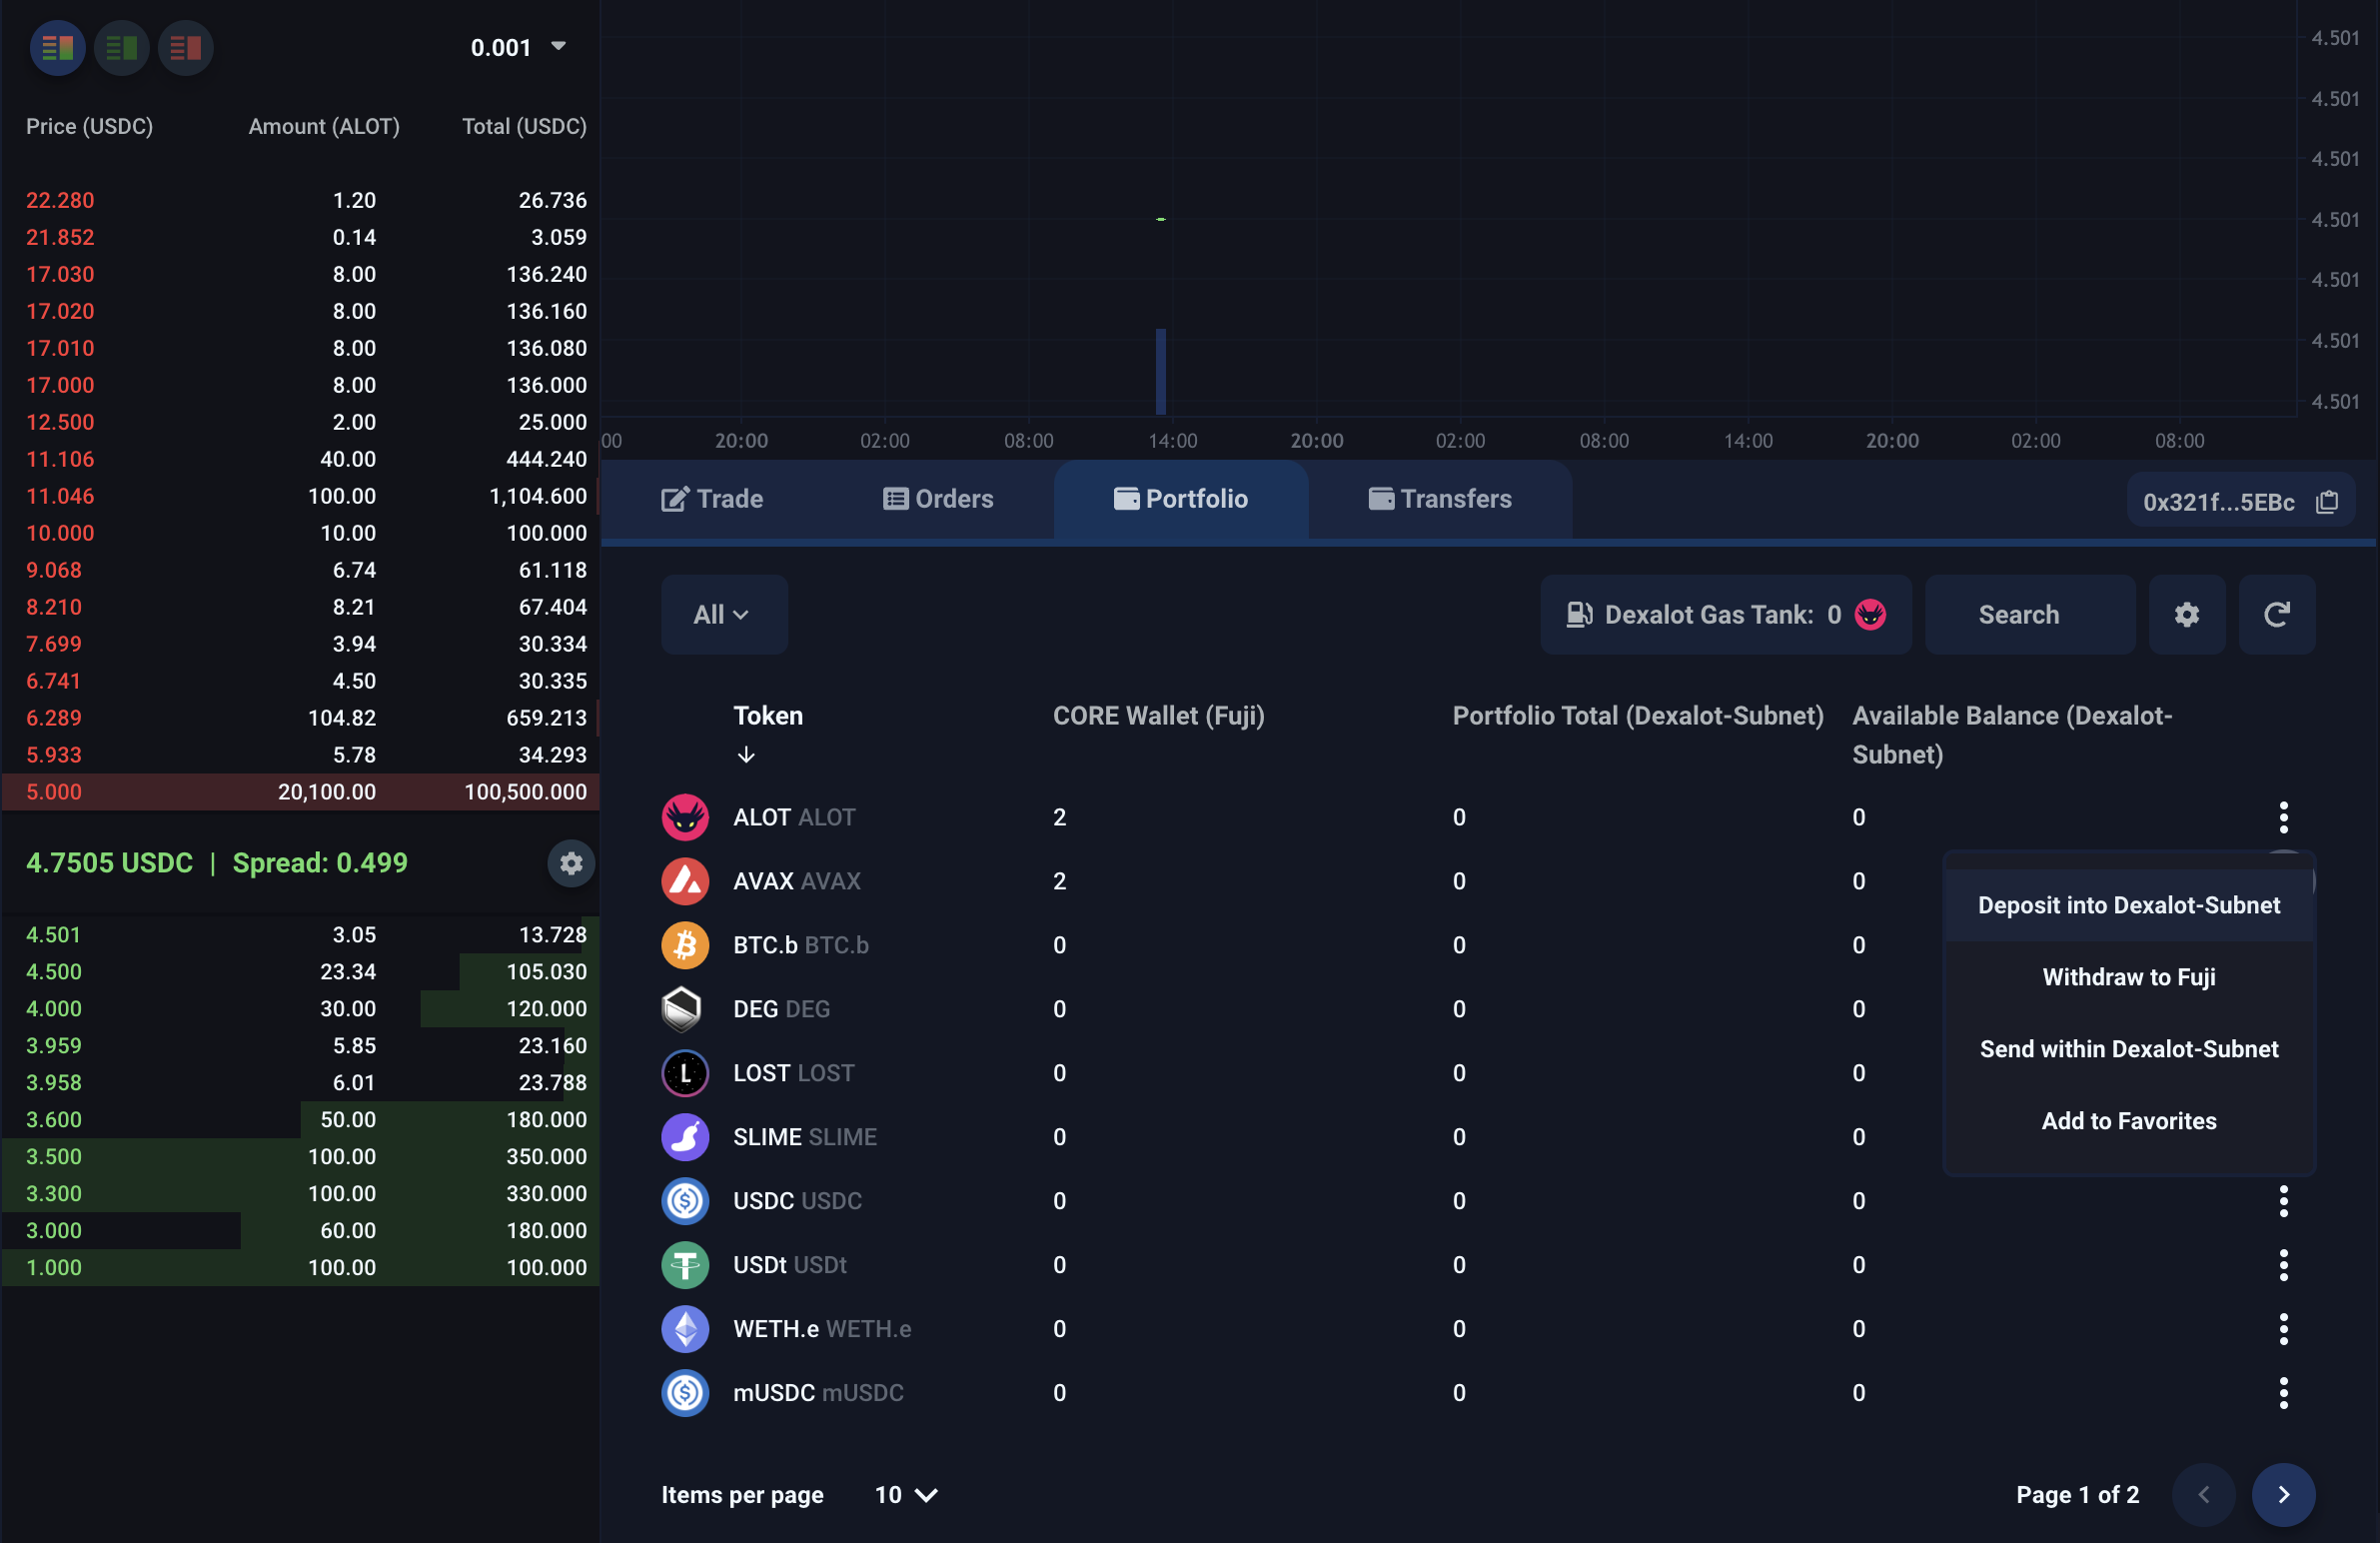 0.001
Price (USDC) Amount (ALOT) Total (USDC)
22.280 1.20 26.736
21.852 0.14 3.059
17.030 8.00 136.240
17.020 8.00 136.160
17.010 8.00 136.080
17.000 8.00 136.000
12.500 2.00 25.000
11.106 40.00 444.240
11.046 100.00 1,104.600
10.000 10.00 100.000
9.068 6.74 61.118
8.210 8.21 67.404
7.699 3.94 30.334
6.741 4.50 30.335
6.289 104.82 659.213
5.933 5.78 34.293
5.000 20,100.00 100,500.000
4.7505 USDC | Spread: 0.499
4.501 3.05 13.728
4.500 23.34 105.030
4.000 30.00 120.000
3.959 5.85 23.160
3.958 6.01 23.788
3.600 50.00 180.000
3.500 100.00 350.000
3.300 100.00 330.000
3.000 60.00 180.000
1.000 100.00 100.000
4.501
4.501
4.501
4.501
4.501
4.501
4.501
00 20:00 02:00 08:00 14:00 20:00 02:00 08:00 14:00 20:00 02:00 08:00
Trade Orders Portfolio Transfers 0x321f...5EBc
All Dexalot Gas Tank: 0 Search
Token CORE Wallet (Fuji) Portfolio Total (Dexalot-Subnet) Available Balance (Dexalot-
Subnet)
ALOT ALOT 2 0 0
AVAX AVAX 2 0 0
BTC.b BTC.b 0 0 0
DEG DEG 0 0 0
LOST LOST 0 0 0
SLIME SLIME 0 0 0
USDC USDC 0 0 0
USDt USDt 0 0 0
WETH.e WETH.e 0 0 0
mUSDC mUSDC 0 0 0
Deposit into Dexalot-Subnet
Withdraw to Fuji
Send within Dexalot-Subnet
Add to Favorites
Items per page 10 Page 1 of 2